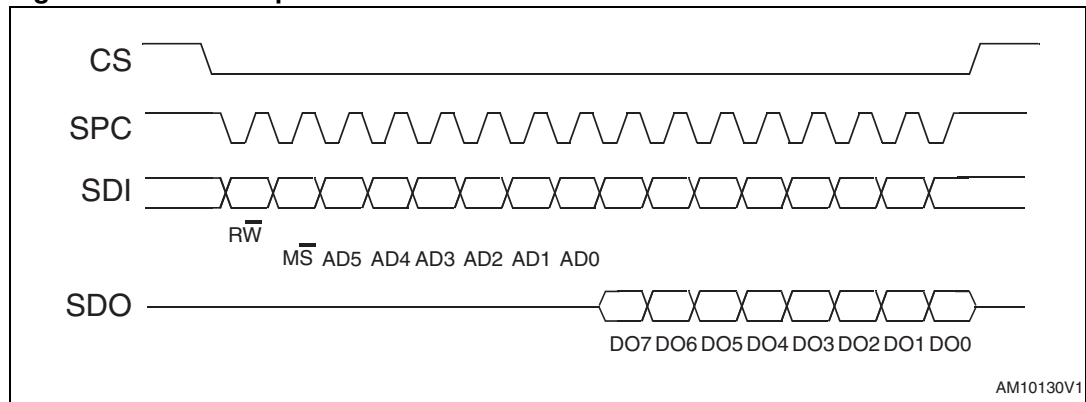 CS
SPC
SDI
RW̅
MS̅ AD5 AD4 AD3 AD2 AD1 AD0
SDO
DO7 DO6 DO5 DO4 DO3 DO2 DO1 DO0
AM10130V1